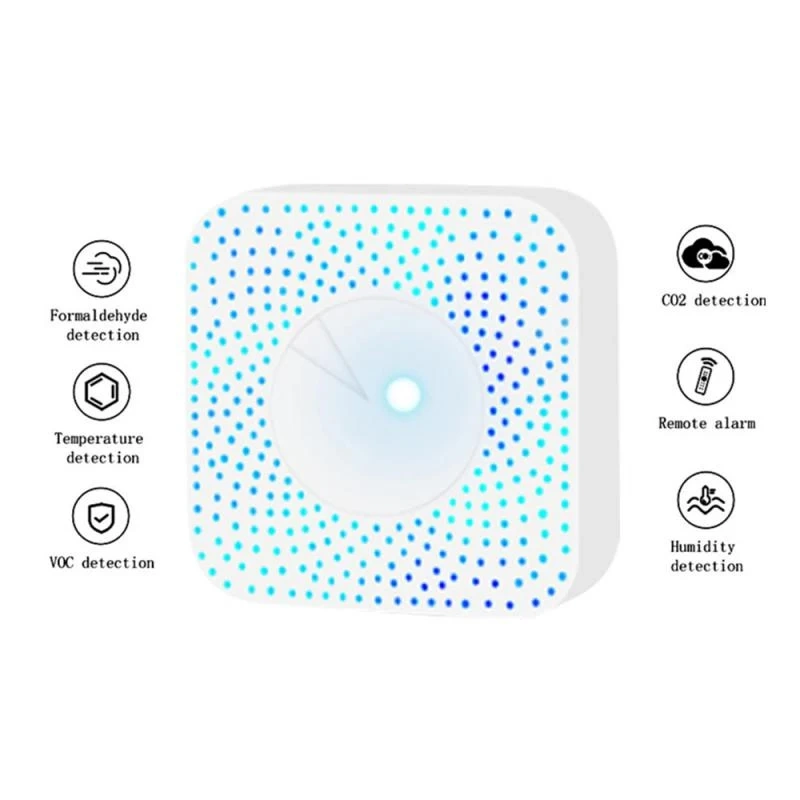 Formaldehyde
detection
Temperature
detection
VOC detection
CO2 detection
Remote alarm
Humidity
detection